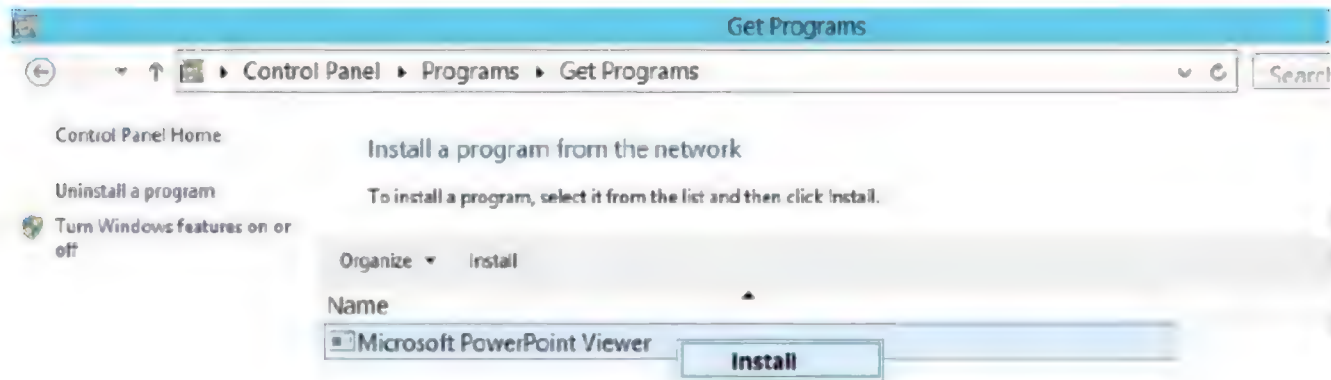 Get Programs
Control Panel ▸ Programs ▸ Get Programs
Search
Control Panel Home
Install a program from the network
Uninstall a program
To install a program, select it from the list and then click Install.
Turn Windows features on or
off
Organize Install
Name
Microsoft PowerPoint Viewer
Install